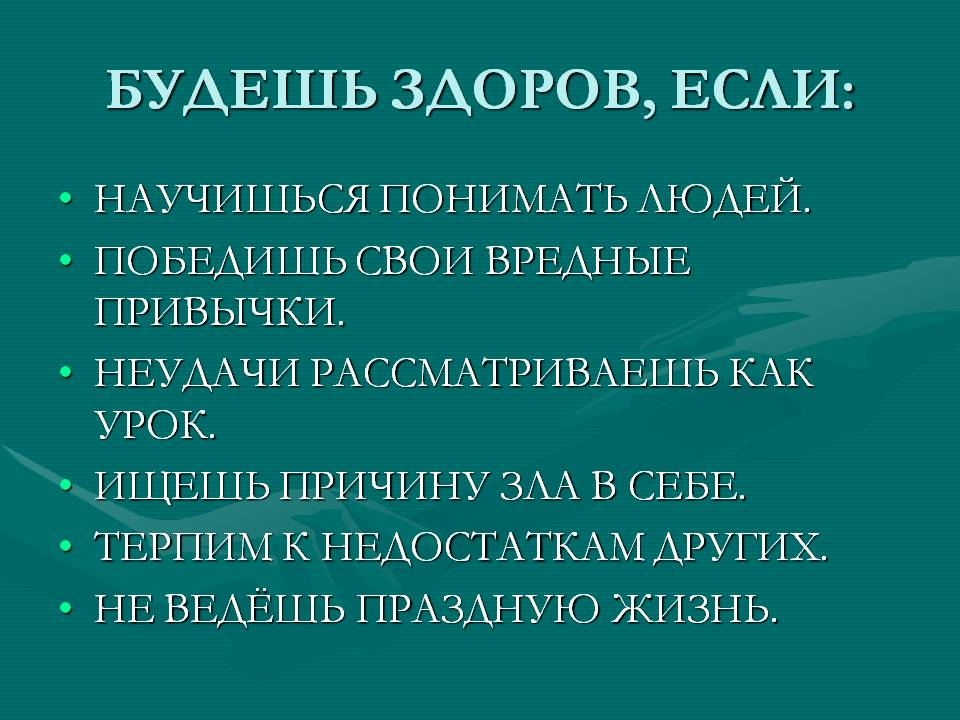 БУДЕШЬ ЗДОРОВ, ЕСЛИ:
• НАУЧИШЬСЯ ПОНИМАТЬ ЛЮДЕЙ.
• ПОБЕДИШЬ СВОИ ВРЕДНЫЕ
ПРИВЫЧКИ.
• НЕУДАЧИ РАССМАТРИВАЕШЬ КАК
УРОК.
• ИЩЕШЬ ПРИЧИНУ ЗЛА В СЕБЕ.
• ТЕРПИМ К НЕДОСТАТКАМ ДРУГИХ.
• НЕ ВЕДЁШЬ ПРАЗДНУЮ ЖИЗНЬ.